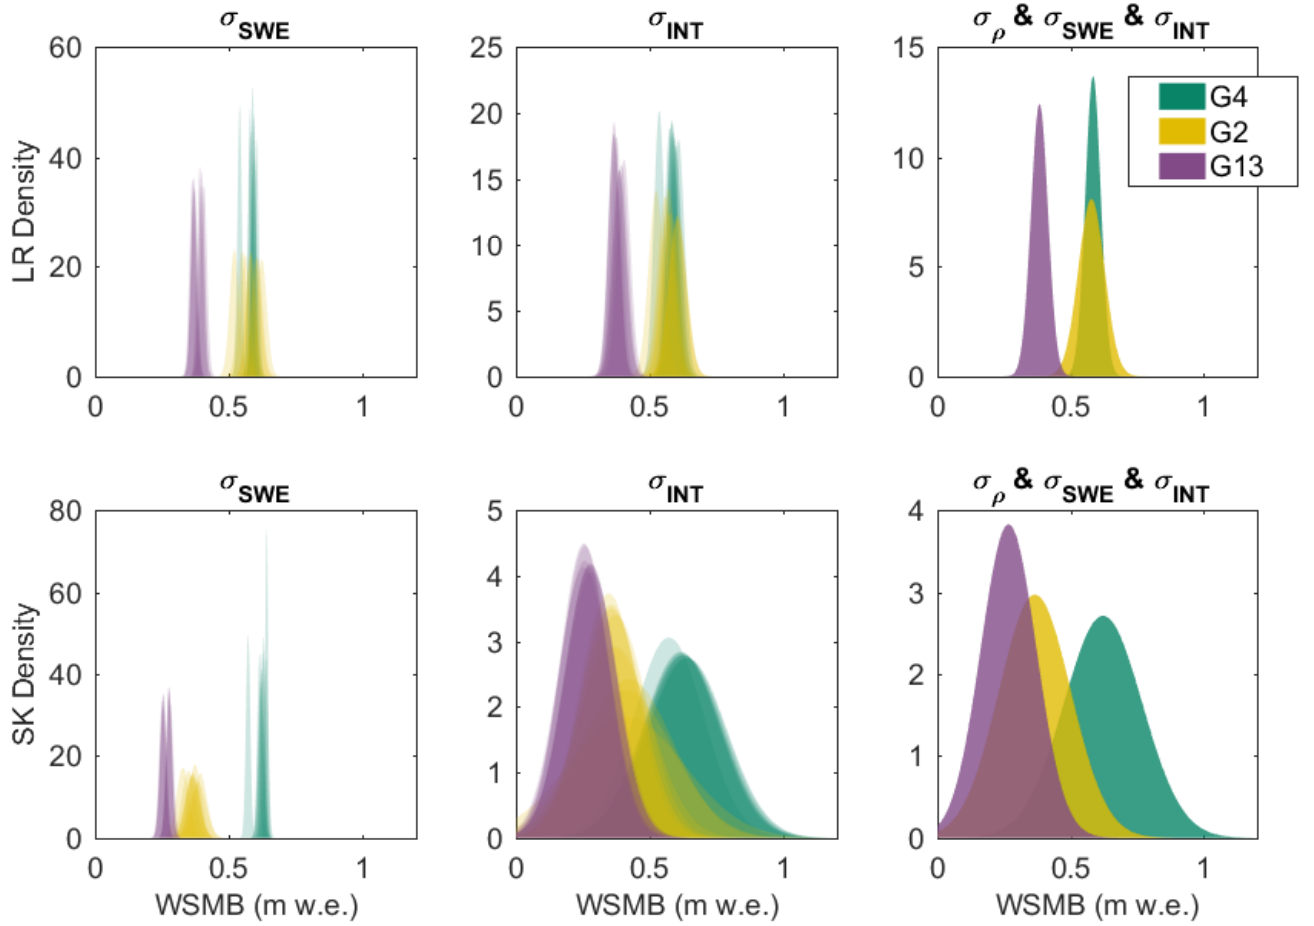 σSWE
σINT
σρ & σSWE & σINT
LR Density
60
40
20
0
0 0.5 1
25
20
15
10
5
0
0 0.5 1
15
10
5
0
0 0.5 1
G4
G2
G13
σSWE
σINT
σρ & σSWE & σINT
SK Density
80
60
40
20
0
0 0.5 1
WSMB (m w.e.)
5
4
3
2
1
0
0 0.5 1
WSMB (m w.e.)
4
3
2
1
0
0 0.5 1
WSMB (m w.e.)